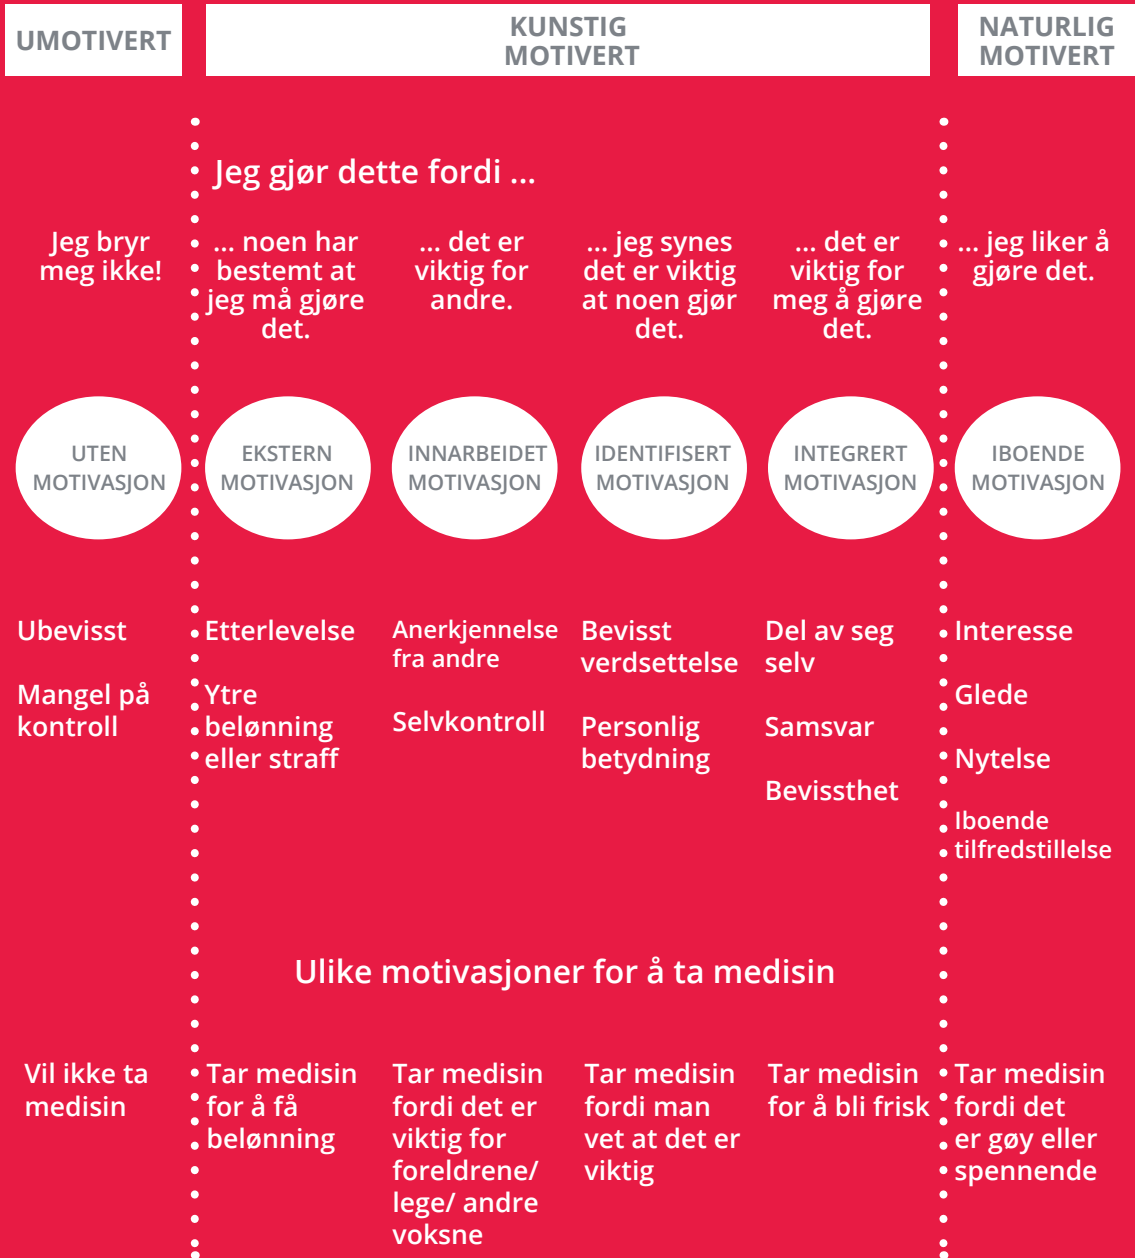 UMOTIVERT
KUNSTIG
MOTIVERT
NATURLIG
MOTIVERT
Jeg gjør dette fordi ...
Jeg bryr
meg ikke!
... noen har
bestemt at
jeg må gjøre
det.
... det er
viktig for
andre.
... jeg synes
det er viktig
at noen gjør
det.
... det er
viktig for
meg å gjøre
det.
... jeg liker å
gjøre det.
UTEN
MOTIVASJON
EKSTERN
MOTIVASJON
INNARBEIDET
MOTIVASJON
IDENTIFISERT
MOTIVASJON
INTEGRERT
MOTIVASJON
IBOENDE
MOTIVASJON
Ubevisst
Mangel på
kontroll
Etterlevelse
Ytre
belønning
eller straff
Anerkjennelse
fra andre
Selvkontroll
Bevisst
verdsettelse
Personlig
betydning
Del av seg
selv
Samsvar
Bevissthet
Interesse
Glede
Nytelse
Iboende
tilfredstillelse
Ulike motivasjoner for å ta medisin
Vil ikke ta
medisin
Tar medisin
for å få
belønning
Tar medisin
fordi det er
viktig for
foreldrene/
lege/ andre
voksne
Tar medisin
fordi man
vet at det er
viktig
Tar medisin
for å bli frisk
Tar medisin
fordi det
er gøy eller
spennende